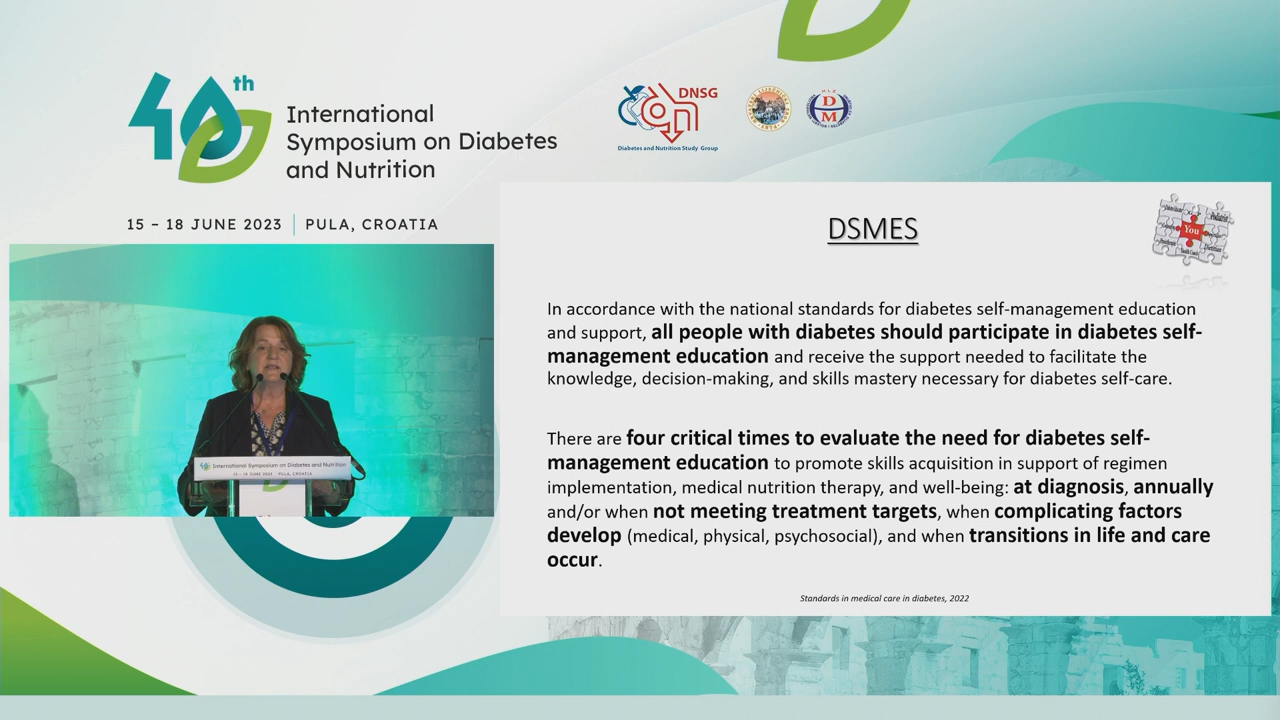 40th
International
Symposium on Diabetes
and Nutrition
15 – 18 JUNE 2023 | PULA, CROATIA
DNSG
Diabetes and Nutrition Study Group
DM
International Symposium on Diabetes and Nutrition
15 – 18 JUNE 2023 PULA, CROATIA
DSMES
You
In accordance with the national standards for diabetes self-management education
and support, all people with diabetes should participate in diabetes self-
management education and receive the support needed to facilitate the
knowledge, decision-making, and skills mastery necessary for diabetes self-care.
There are four critical times to evaluate the need for diabetes self-
management education to promote skills acquisition in support of regimen
implementation, medical nutrition therapy, and well-being: at diagnosis, annually
and/or when not meeting treatment targets, when complicating factors
develop (medical, physical, psychosocial), and when transitions in life and care
occur.
Standards in medical care in diabetes, 2022